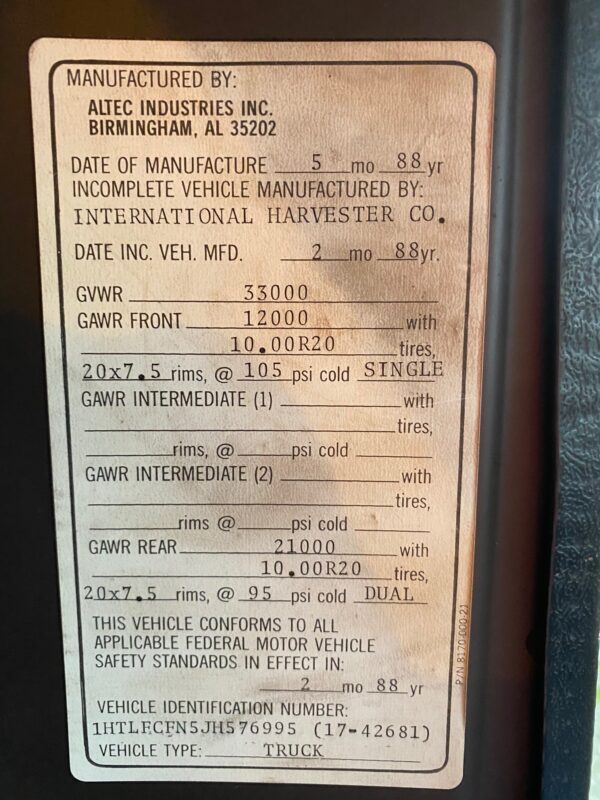 MANUFACTURED BY:
ALTEC INDUSTRIES INC.
BIRMINGHAM, AL 35202
DATE OF MANUFACTURE 5 mo 88 yr
INCOMPLETE VEHICLE MANUFACTURED BY:
INTERNATIONAL HARVESTER CO.
DATE INC. VEH. MFD. 2 mo 88 yr.
GVWR 33000
GAWR FRONT 12000 with
10.00R20 tires,
20x7.5 rims, @ 105 psi cold SINGLE
GAWR INTERMEDIATE (1) with
tires,
rims, @ psi cold
GAWR INTERMEDIATE (2) with
tires,
rims @ psi cold
GAWR REAR 21000 with
10.00R20 tires,
20x7.5 rims, @ 95 psi cold DUAL
THIS VEHICLE CONFORMS TO ALL
APPLICABLE FEDERAL MOTOR VEHICLE
SAFETY STANDARDS IN EFFECT IN:
2 mo 88 yr
VEHICLE IDENTIFICATION NUMBER:
1HTLFCFN5JH576995 (17-42681)
VEHICLE TYPE: TRUCK
P/N 8170-000-21